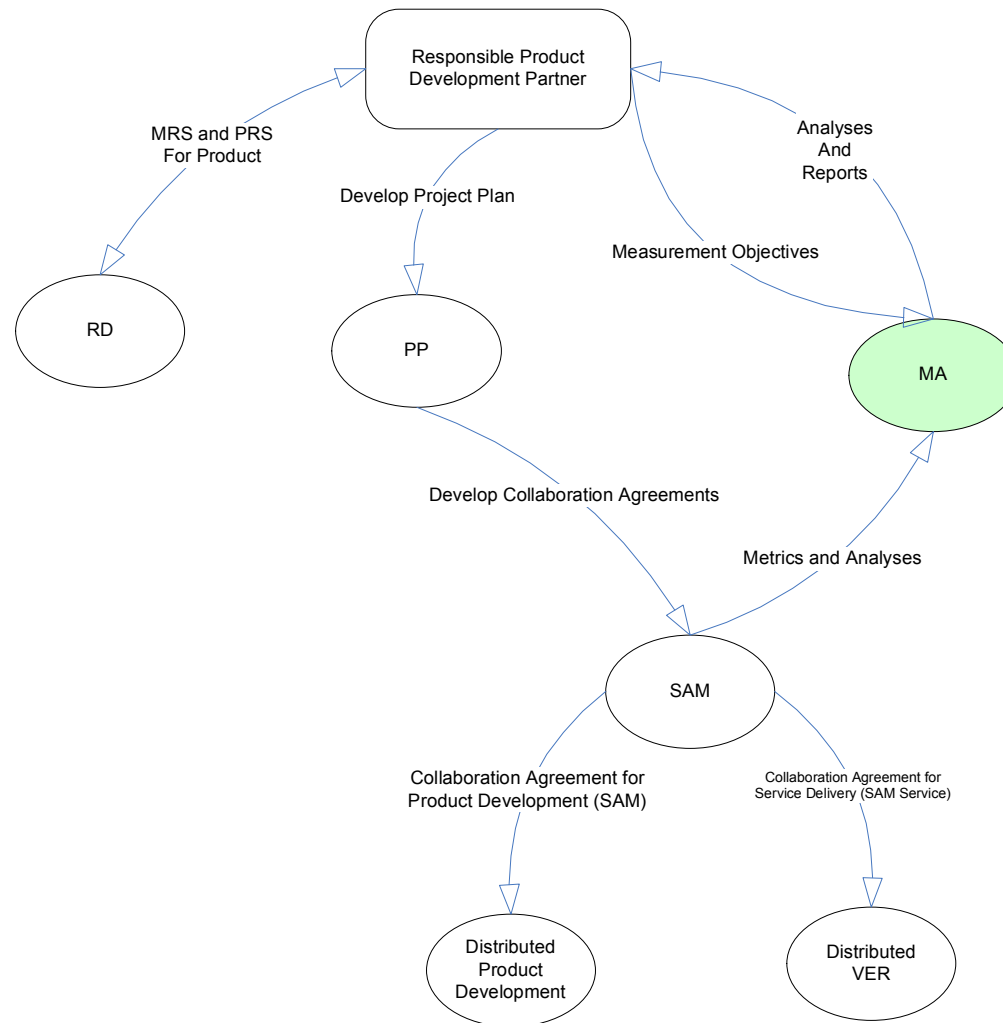 Responsible Product
Development Partner
MRS and PRS
For Product
Analyses
And
Reports
Develop Project Plan
Measurement Objectives
RD
PP
MA
Develop Collaboration Agreements
Metrics and Analyses
SAM
Collaboration Agreement for
Product Development (SAM)
Collaboration Agreement for
Service Delivery (SAM Service)
Distributed
Product
Development
Distributed
VER